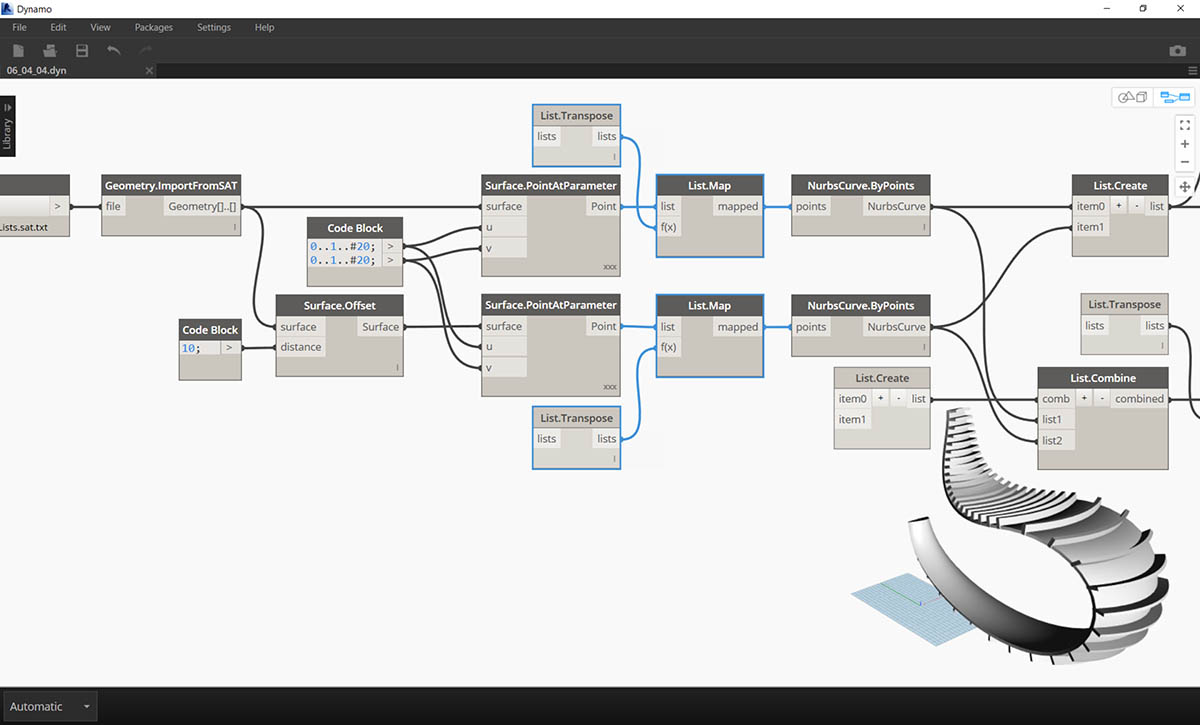 Dynamo
File Edit View Packages Settings Help
06_04_04.dyn
Library
List.Transpose
lists lists
l
>
Lists.sat.txt
Geometry.ImportFromSAT
file Geometry[]..[]
l
Code Block
0..1..#20; >
0..1..#20; >
Surface.PointAtParameter
surface Point
u
v
xxx
List.Map
list mapped
f(x)
NurbsCurve.ByPoints
points NurbsCurve
l
List.Create
item0 + - list
item1
Code Block
10; >
Surface.Offset
surface Surface
distance
l
Surface.PointAtParameter
surface Point
u
v
xxx
List.Map
list mapped
f(x)
NurbsCurve.ByPoints
points NurbsCurve
l
List.Transpose
lists lists
l
List.Transpose
lists lists
l
List.Create
item0 + - list
item1
List.Combine
comb + - combined
list1
list2
Automatic